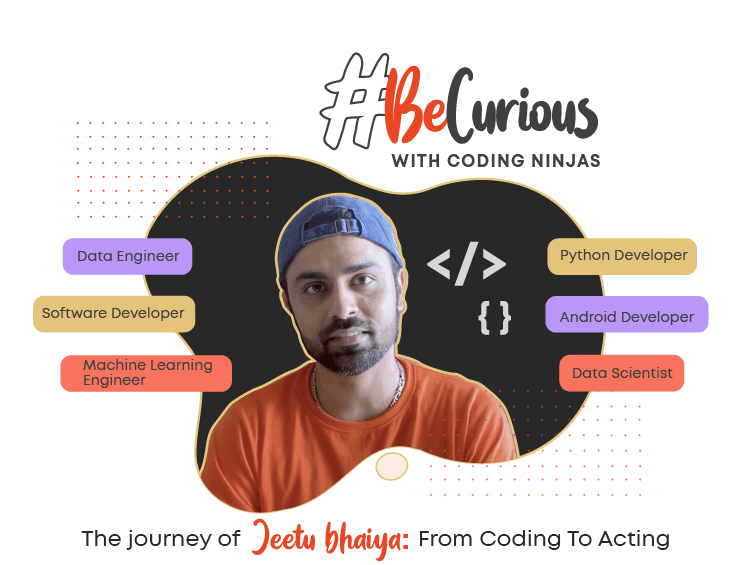 #BeCurious
WITH CODING NINJAS
Data Engineer
Python Developer
Software Developer
Android Developer
Machine Learning
Engineer
Data Scientist
</>
{ }
The journey of Jeetu bhaiya: From Coding To Acting